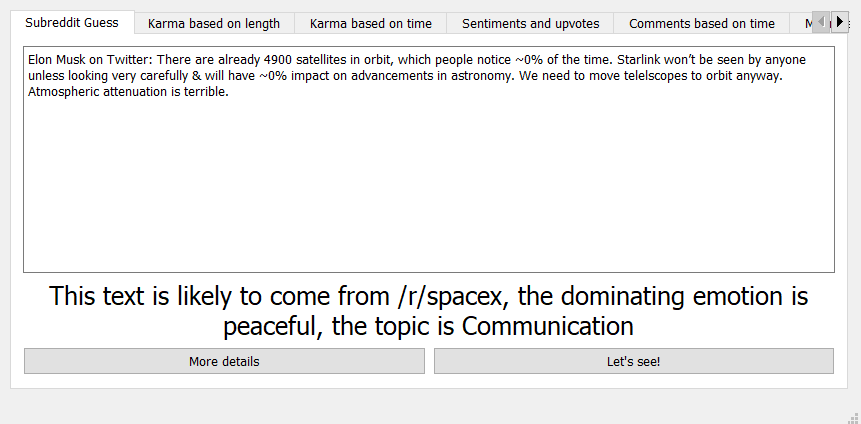 Subreddit Guess Karma based on length Karma based on time Sentiments and upvotes Comments based on time
Elon Musk on Twitter: There are already 4900 satellites in orbit, which people notice ~0% of the time. Starlink won’t be seen by anyone
unless looking very carefully & will have ~0% impact on advancements in astronomy. We need to move telelscopes to orbit anyway.
Atmospheric attenuation is terrible.
This text is likely to come from /r/spacex, the dominating emotion is
peaceful, the topic is Communication
More details Let's see!